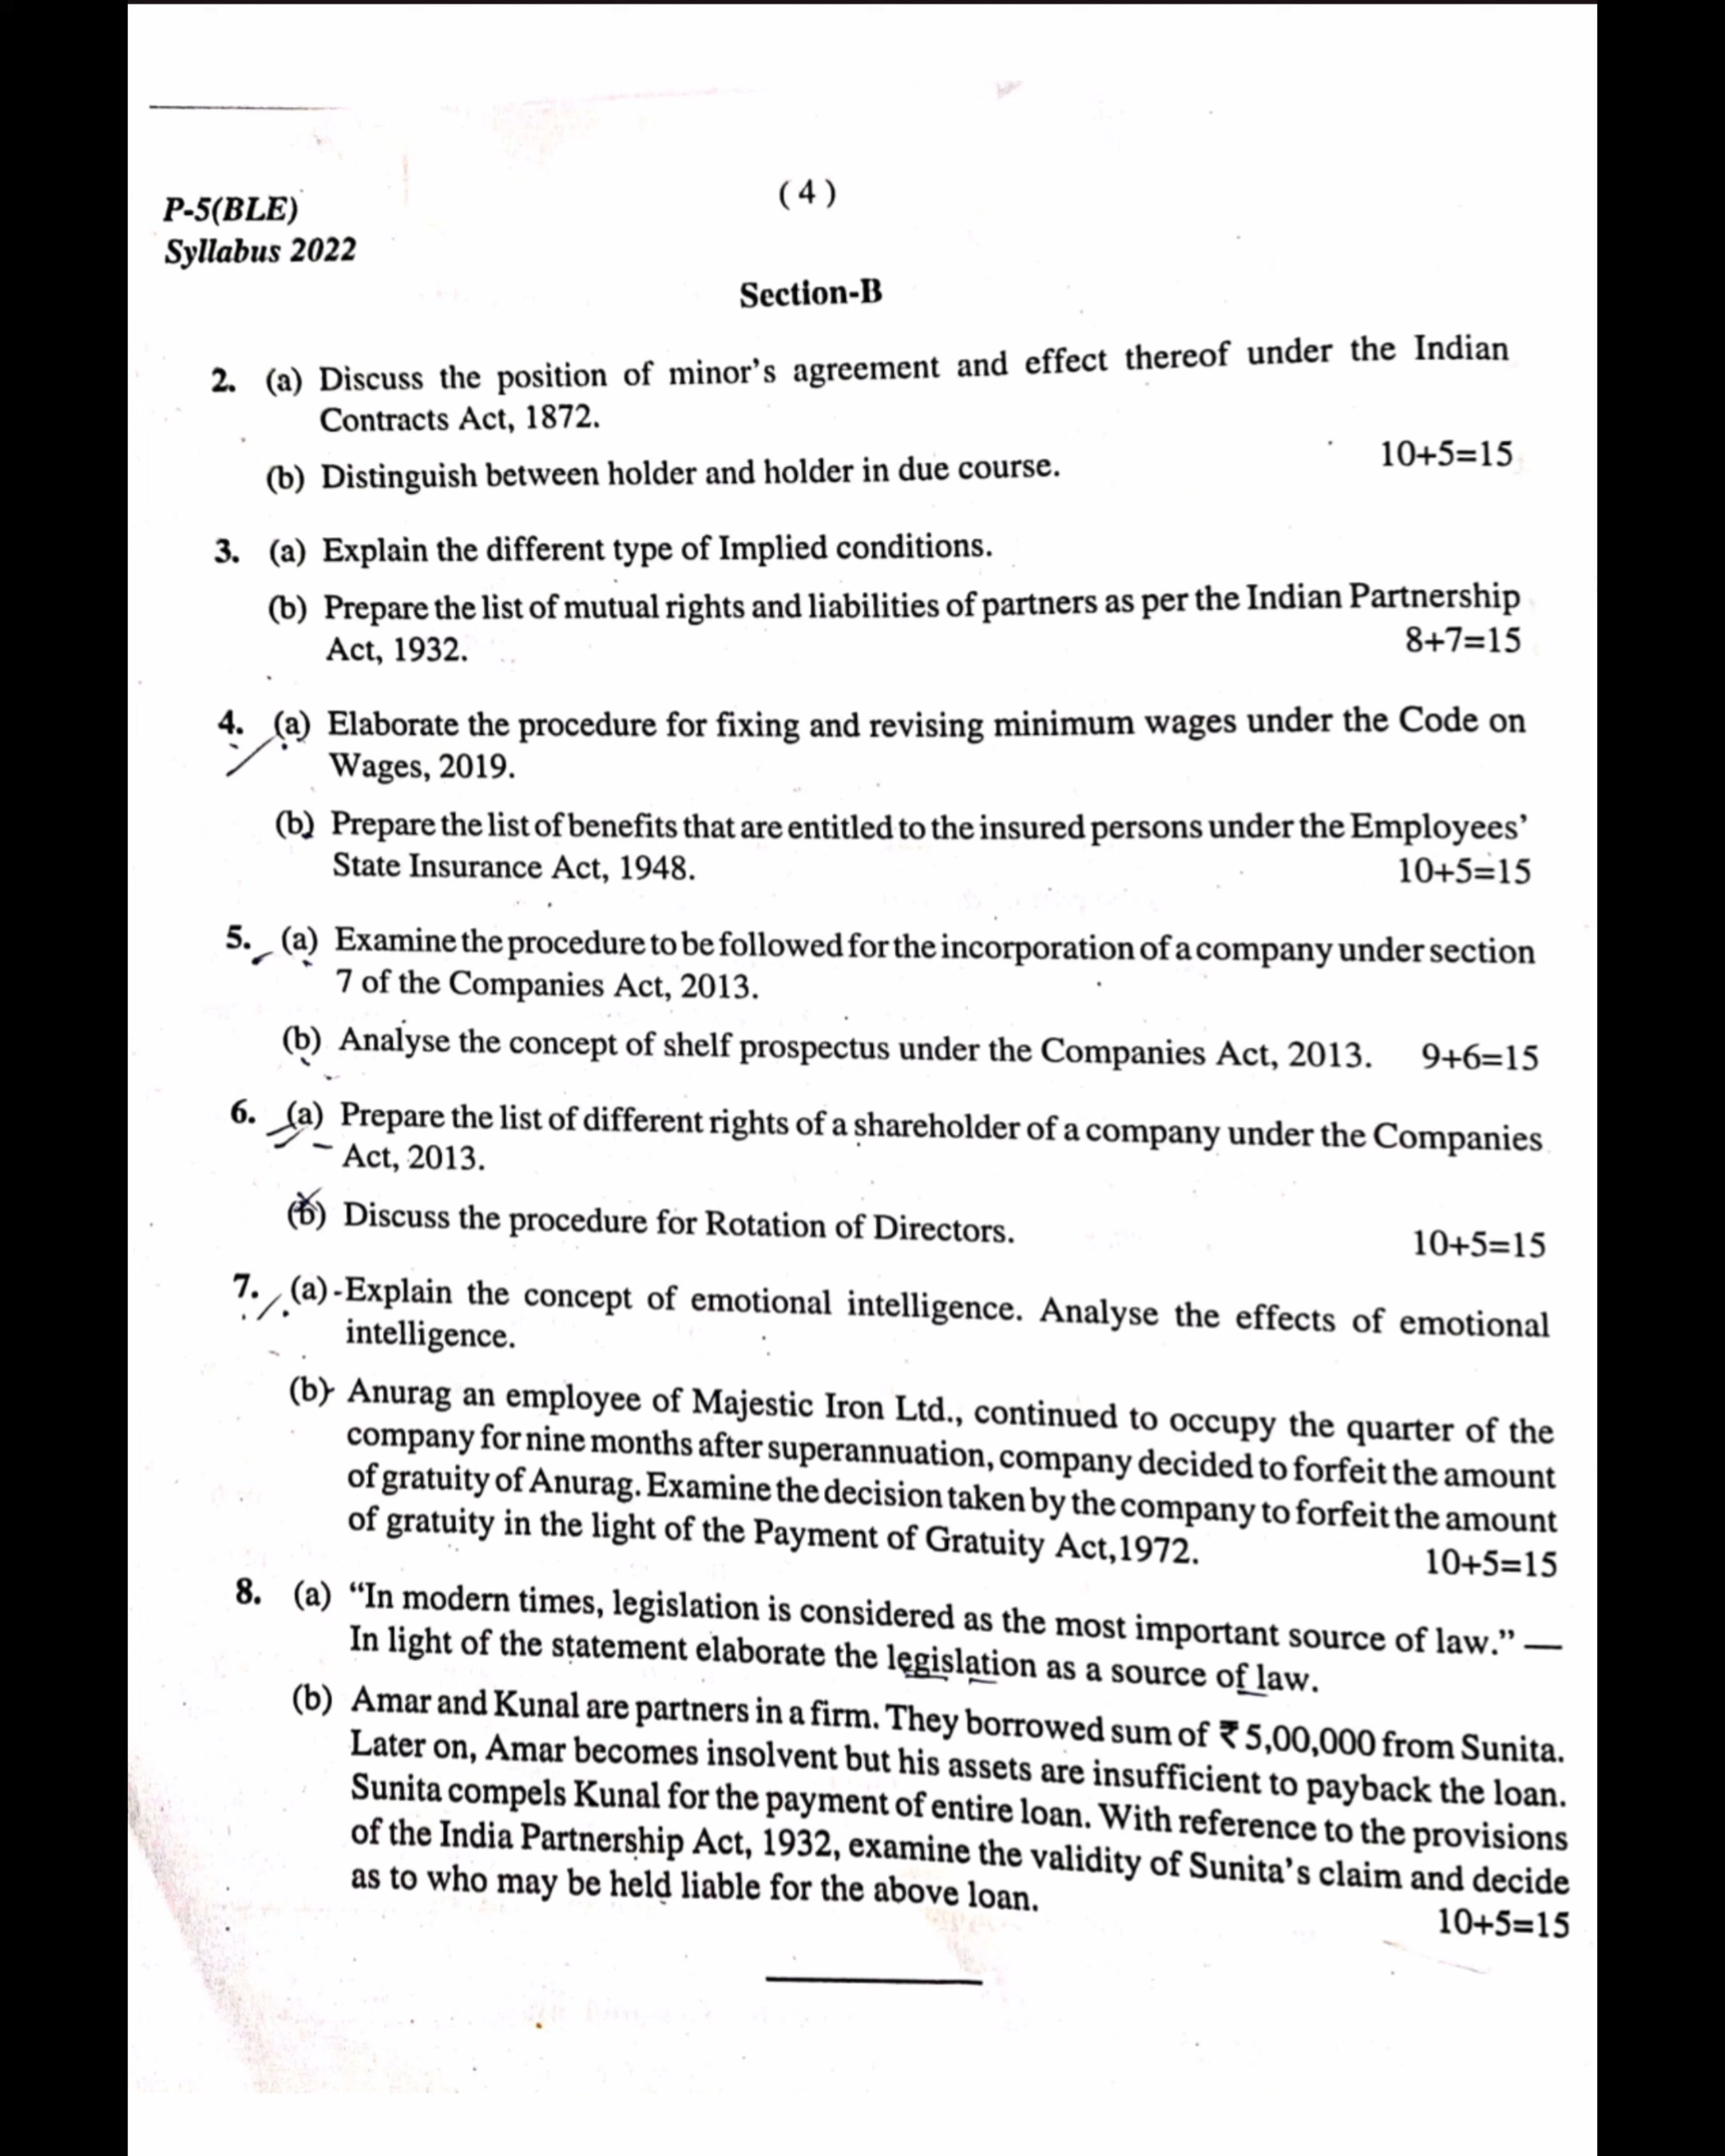 ( 4 )
P-5(BLE)
Syllabus 2022
Section-B
2. (a) Discuss the position of minor's agreement and effect thereof under the Indian
Contracts Act, 1872.
(b) Distinguish between holder and holder in due course. 10+5=15
3. (a) Explain the different type of Implied conditions.
(b) Prepare the list of mutual rights and liabilities of partners as per the Indian Partnership
Act, 1932. 8+7=15
4. (a) Elaborate the procedure for fixing and revising minimum wages under the Code on
Wages, 2019.
(b) Prepare the list of benefits that are entitled to the insured persons under the Employees'
State Insurance Act, 1948. 10+5=15
5. (a) Examine the procedure to be followed for the incorporation of a company under section
7 of the Companies Act, 2013.
(b) Analyse the concept of shelf prospectus under the Companies Act, 2013. 9+6=15
6. (a) Prepare the list of different rights of a shareholder of a company under the Companies
Act, 2013.
(b) Discuss the procedure for Rotation of Directors. 10+5=15
7. (a) Explain the concept of emotional intelligence. Analyse the effects of emotional
intelligence.
(b) Anurag an employee of Majestic Iron Ltd., continued to occupy the quarter of the
company for nine months after superannuation, company decided to forfeit the amount
of gratuity of Anurag. Examine the decision taken by the company to forfeit the amount
of gratuity in the light of the Payment of Gratuity Act,1972. 10+5=15
8. (a) "In modern times, legislation is considered as the most important source of law." —
In light of the statement elaborate the legislation as a source of law.
(b) Amar and Kunal are partners in a firm. They borrowed sum of ₹ 5,00,000 from Sunita.
Later on, Amar becomes insolvent but his assets are insufficient to payback the loan.
Sunita compels Kunal for the payment of entire loan. With reference to the provisions
of the India Partnership Act, 1932, examine the validity of Sunita's claim and decide
as to who may be held liable for the above loan. 10+5=15